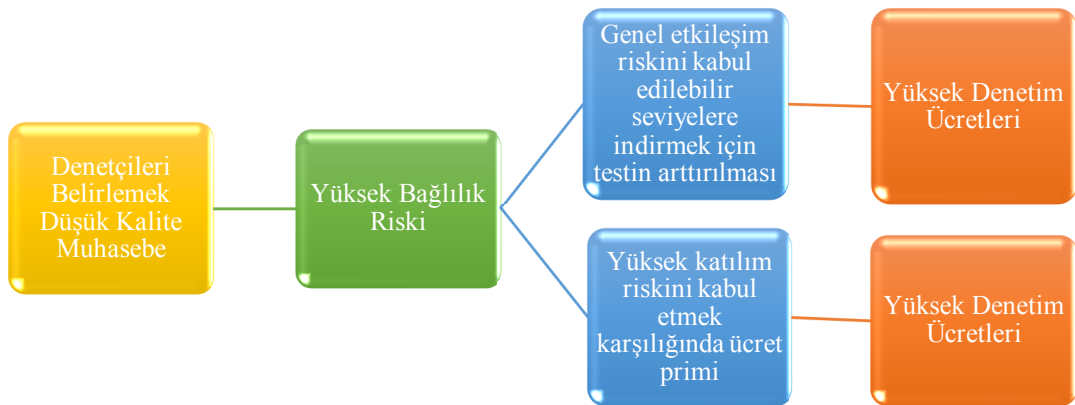 Denetçileri
Belirlemek
Düşük Kalite
Muhasebe
Yüksek Bağlılık
Riski
Genel etkileşim
riskini kabul
edilebilir
seviyelere
indirmek için
testin arttırılması
Yüksek Denetim
Ücretleri
Yüksek katılım
riskini kabul
etmek
karşılığında ücret
primi
Yüksek Denetim
Ücretleri